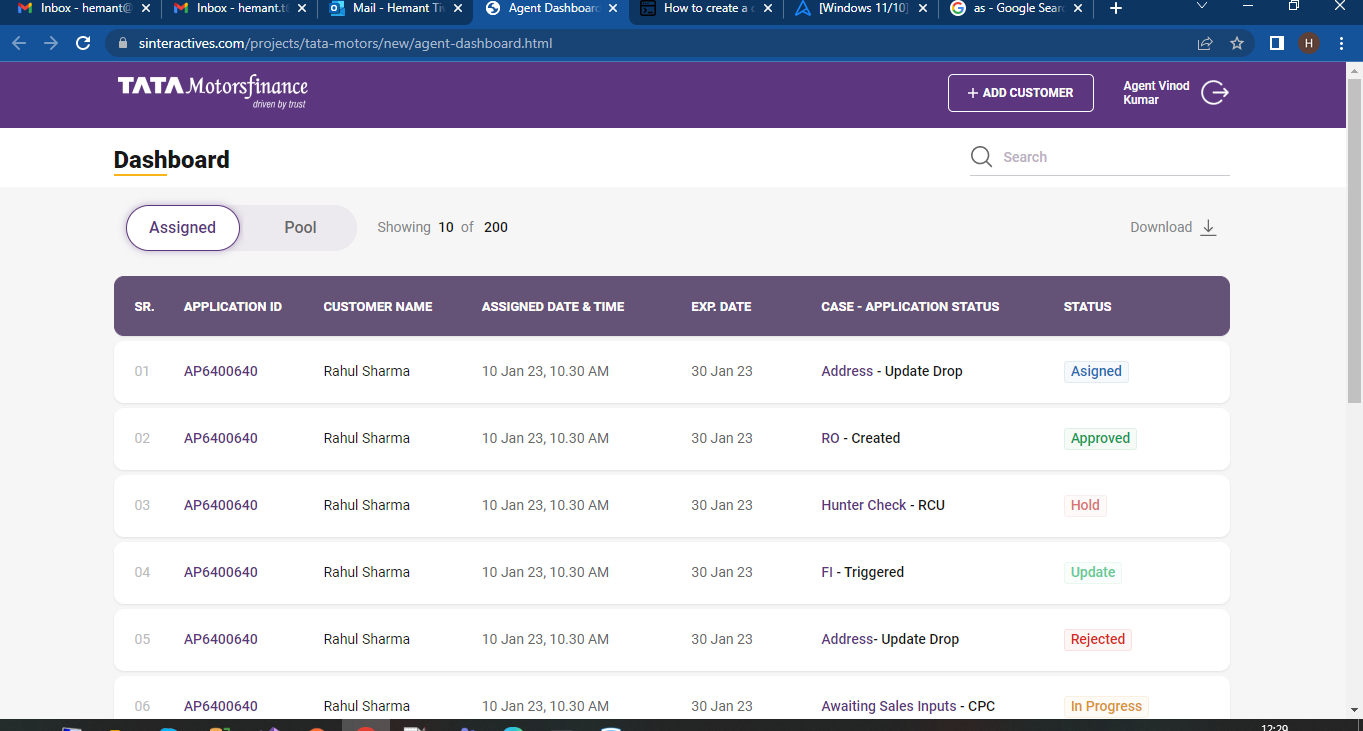 Inbox - hemant@
Inbox - hemant.t
Mail - Hemant Ti
Agent Dashboard
How to create a
[Windows 11/10]
as - Google Sear
sinteractives.com/projects/tata-motors/new/agent-dashboard.html
H
TATA Motorsfinance
driven by trust
+ ADD CUSTOMER
Agent Vinod
Kumar
Dashboard
Search
Assigned
Pool
Showing 10 of 200
Download
SR. APPLICATION ID CUSTOMER NAME ASSIGNED DATE & TIME EXP. DATE CASE - APPLICATION STATUS STATUS
01 AP6400640 Rahul Sharma 10 Jan 23, 10.30 AM 30 Jan 23 Address - Update Drop Asigned
02 AP6400640 Rahul Sharma 10 Jan 23, 10.30 AM 30 Jan 23 RO - Created Approved
03 AP6400640 Rahul Sharma 10 Jan 23, 10.30 AM 30 Jan 23 Hunter Check - RCU Hold
04 AP6400640 Rahul Sharma 10 Jan 23, 10.30 AM 30 Jan 23 FI - Triggered Update
05 AP6400640 Rahul Sharma 10 Jan 23, 10.30 AM 30 Jan 23 Address- Update Drop Rejected
06 AP6400640 Rahul Sharma 10 Jan 23, 10.30 AM 30 Jan 23 Awaiting Sales Inputs - CPC In Progress
12:29